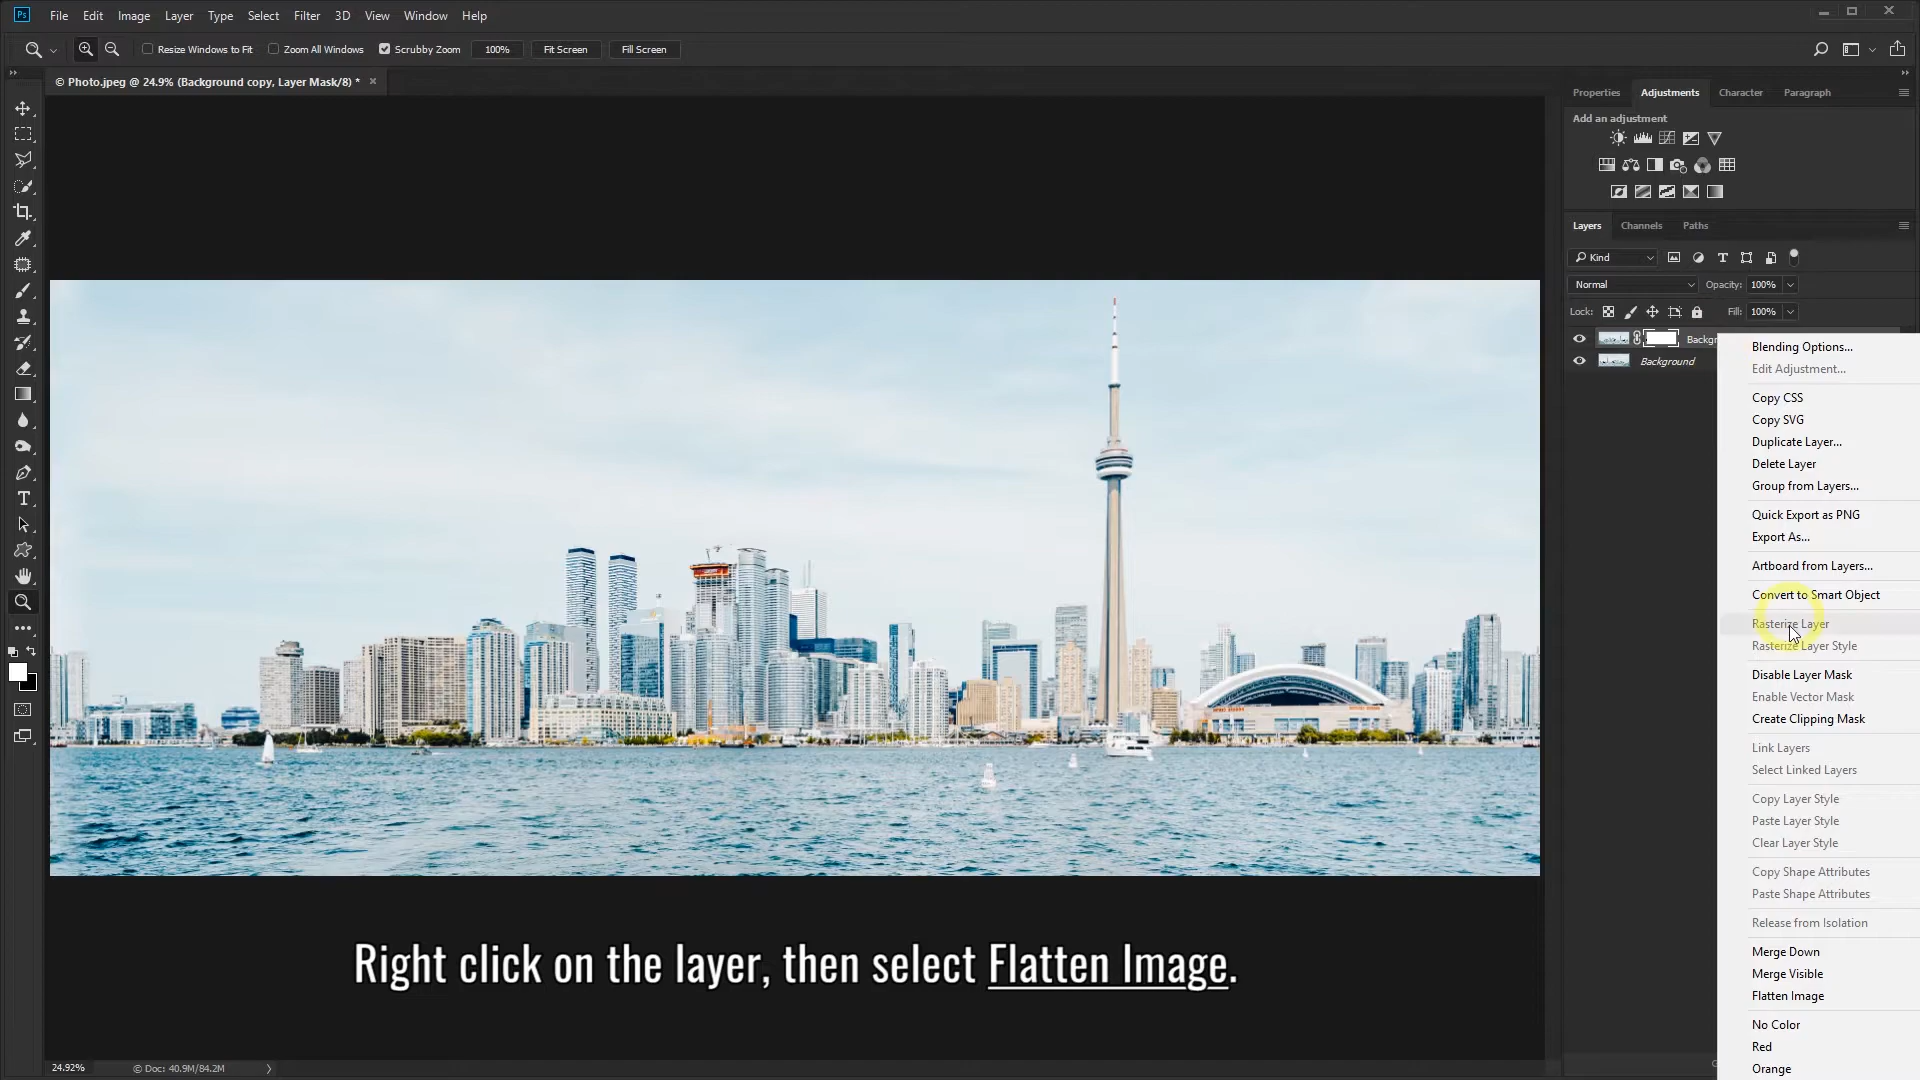 Ps File Edit Image Layer Type Select Filter 3D View Window Help
Resize Windows to Fit Zoom All Windows Scrubby Zoom 100% Fit Screen Fill Screen
© Photo.jpeg @ 24.9% (Background copy, Layer Mask/8) *
Properties Adjustments Character Paragraph
Add an adjustment
Layers Channels Paths
Kind
Normal Opacity: 100%
Lock: Fill: 100%
Backgr
Background
Blending Options...
Edit Adjustment...
Copy CSS
Copy SVG
Duplicate Layer...
Delete Layer
Group from Layers...
Quick Export as PNG
Export As...
Artboard from Layers...
Convert to Smart Object
Rasterize Layer
Rasterize Layer Style
Disable Layer Mask
Enable Vector Mask
Create Clipping Mask
Link Layers
Select Linked Layers
Copy Layer Style
Paste Layer Style
Clear Layer Style
Copy Shape Attributes
Paste Shape Attributes
Release from Isolation
Merge Down
Merge Visible
Flatten Image
No Color
Red
Orange
Right click on the layer, then select Flatten Image.
24.92% © Doc: 40.9M/84.2M